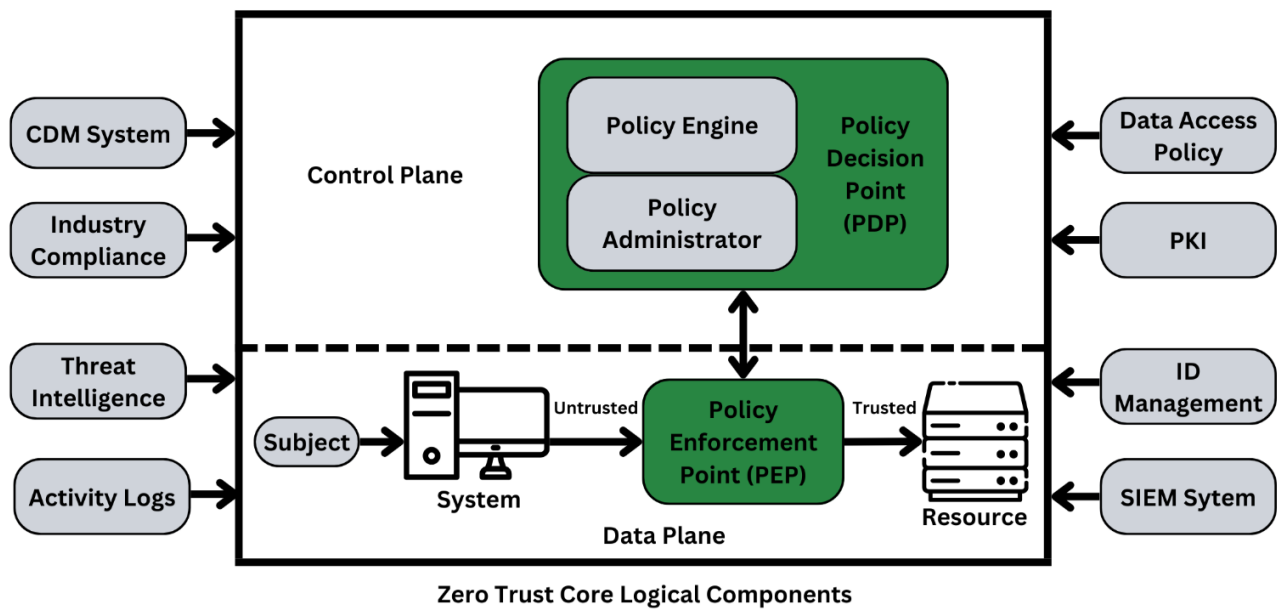 CDM System
Industry
Compliance
Threat
Intelligence
Activity Logs
Control Plane
Policy Engine
Policy
Administrator
Policy
Decision
Point
(PDP)
Subject
System
Untrusted
Policy
Enforcement
Point (PEP)
Trusted
Resource
Data Plane
Data Access
Policy
PKI
ID
Management
SIEM Sytem
Zero Trust Core Logical Components